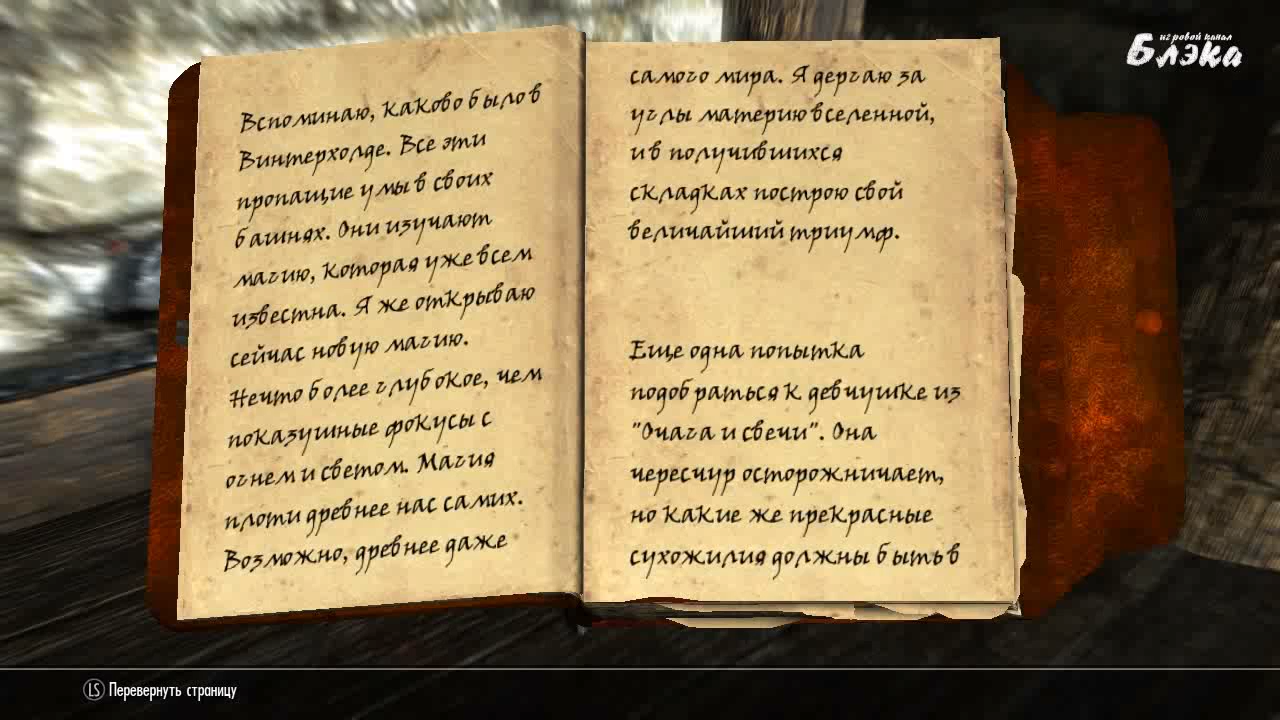 Вспоминаю, каково было в
Винтерхолде. Все эти
пропащие умы в своих
башнях. Они изучают
магию, которая уже всем
известна. Я же открываю
сейчас новую магию.
Нечто более глубокое, чем
показушные фокусы с
огнем и светом. Магия
плоти древнее нас самих.
Возможно, древнее даже
самого мира. Я дергаю за
углы материю вселенной,
и в получившихся
складках построю свой
величайший триумф.
Еще одна попытка
подобраться к девчушке из
"Очага и свечи". Она
чересчур осторожничает,
но какие же прекрасные
сухожилия должны быть в
игровой канал
Блэка
LS Перевернуть страницу